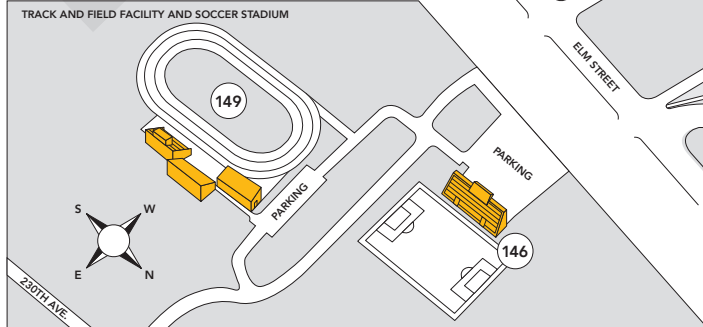 TRACK AND FIELD FACILITY AND SOCCER STADIUM
ELM STREET
149
PARKING
PARKING
S
W
146
E
N
230TH AVE.